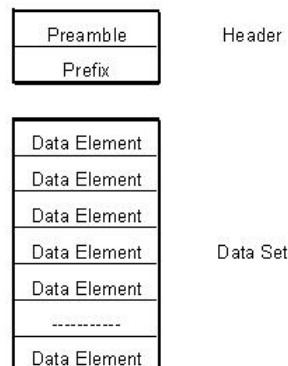 Preamble Header
Prefix
Data Element
Data Element
Data Element
Data Element Data Set
Data Element
-----------
Data Element